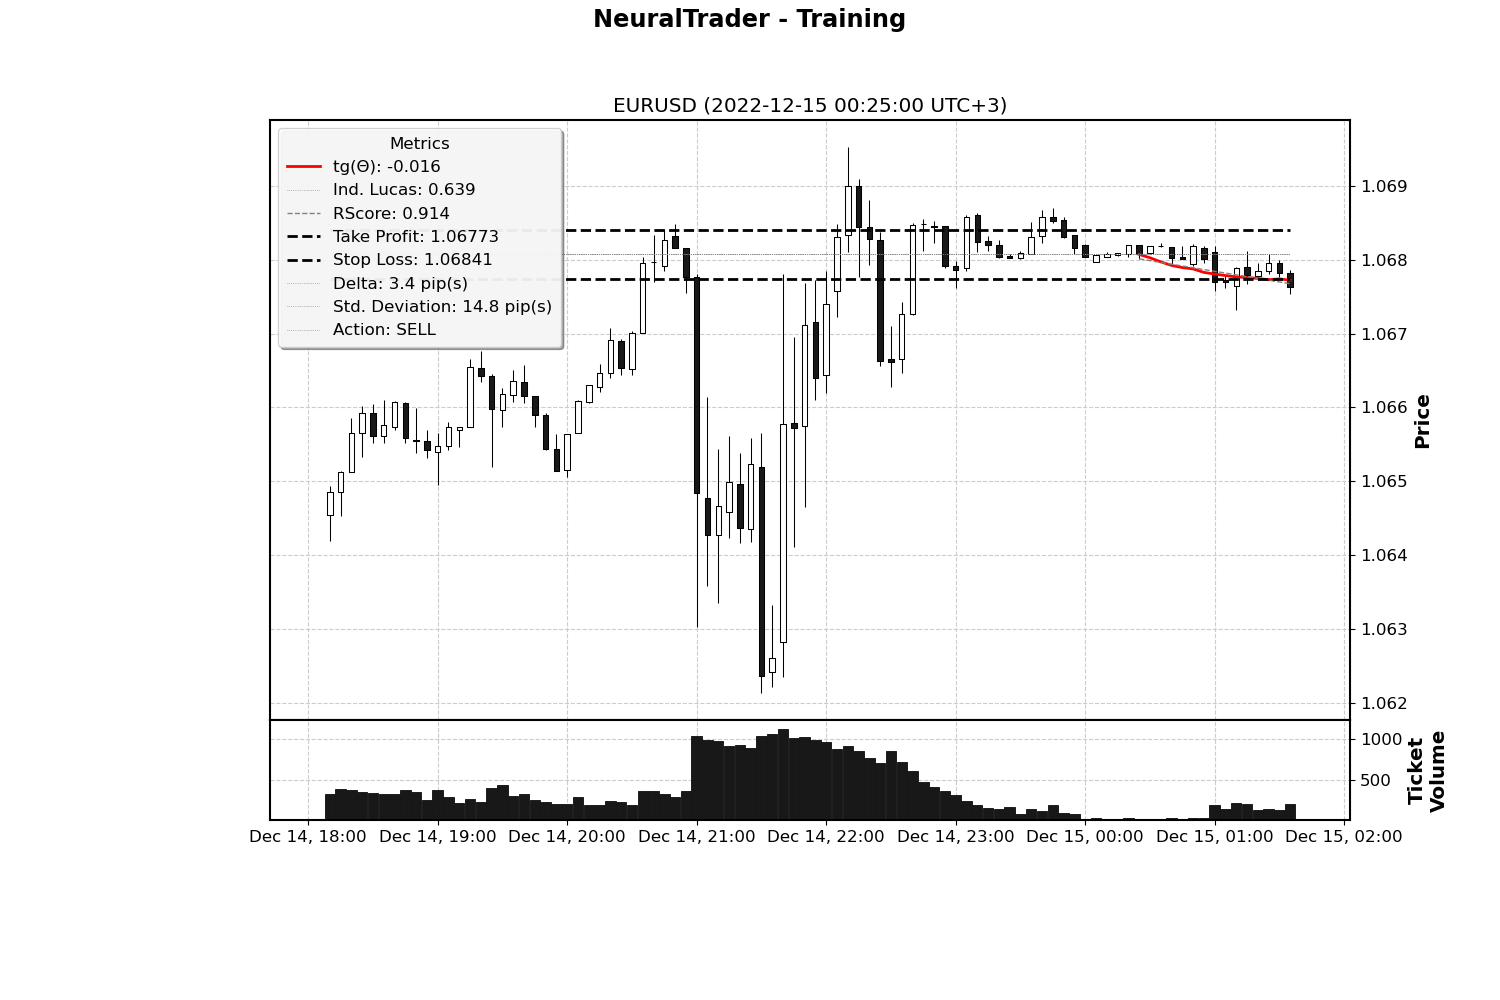 NeuralTrader - Training
EURUSD (2022-12-15 00:25:00 UTC+3)
Metrics
tg(Θ): -0.016
Ind. Lucas: 0.639
RScore: 0.914
Take Profit: 1.06773
Stop Loss: 1.06841
Delta: 3.4 pip(s)
Std. Deviation: 14.8 pip(s)
Action: SELL
1.069
1.068
1.067
1.066
1.065
1.064
1.063
1.062
Price
1000
500
Ticket
Volume
Dec 14, 18:00
Dec 14, 19:00
Dec 14, 20:00
Dec 14, 21:00
Dec 14, 22:00
Dec 14, 23:00
Dec 15, 00:00
Dec 15, 01:00
Dec 15, 02:00